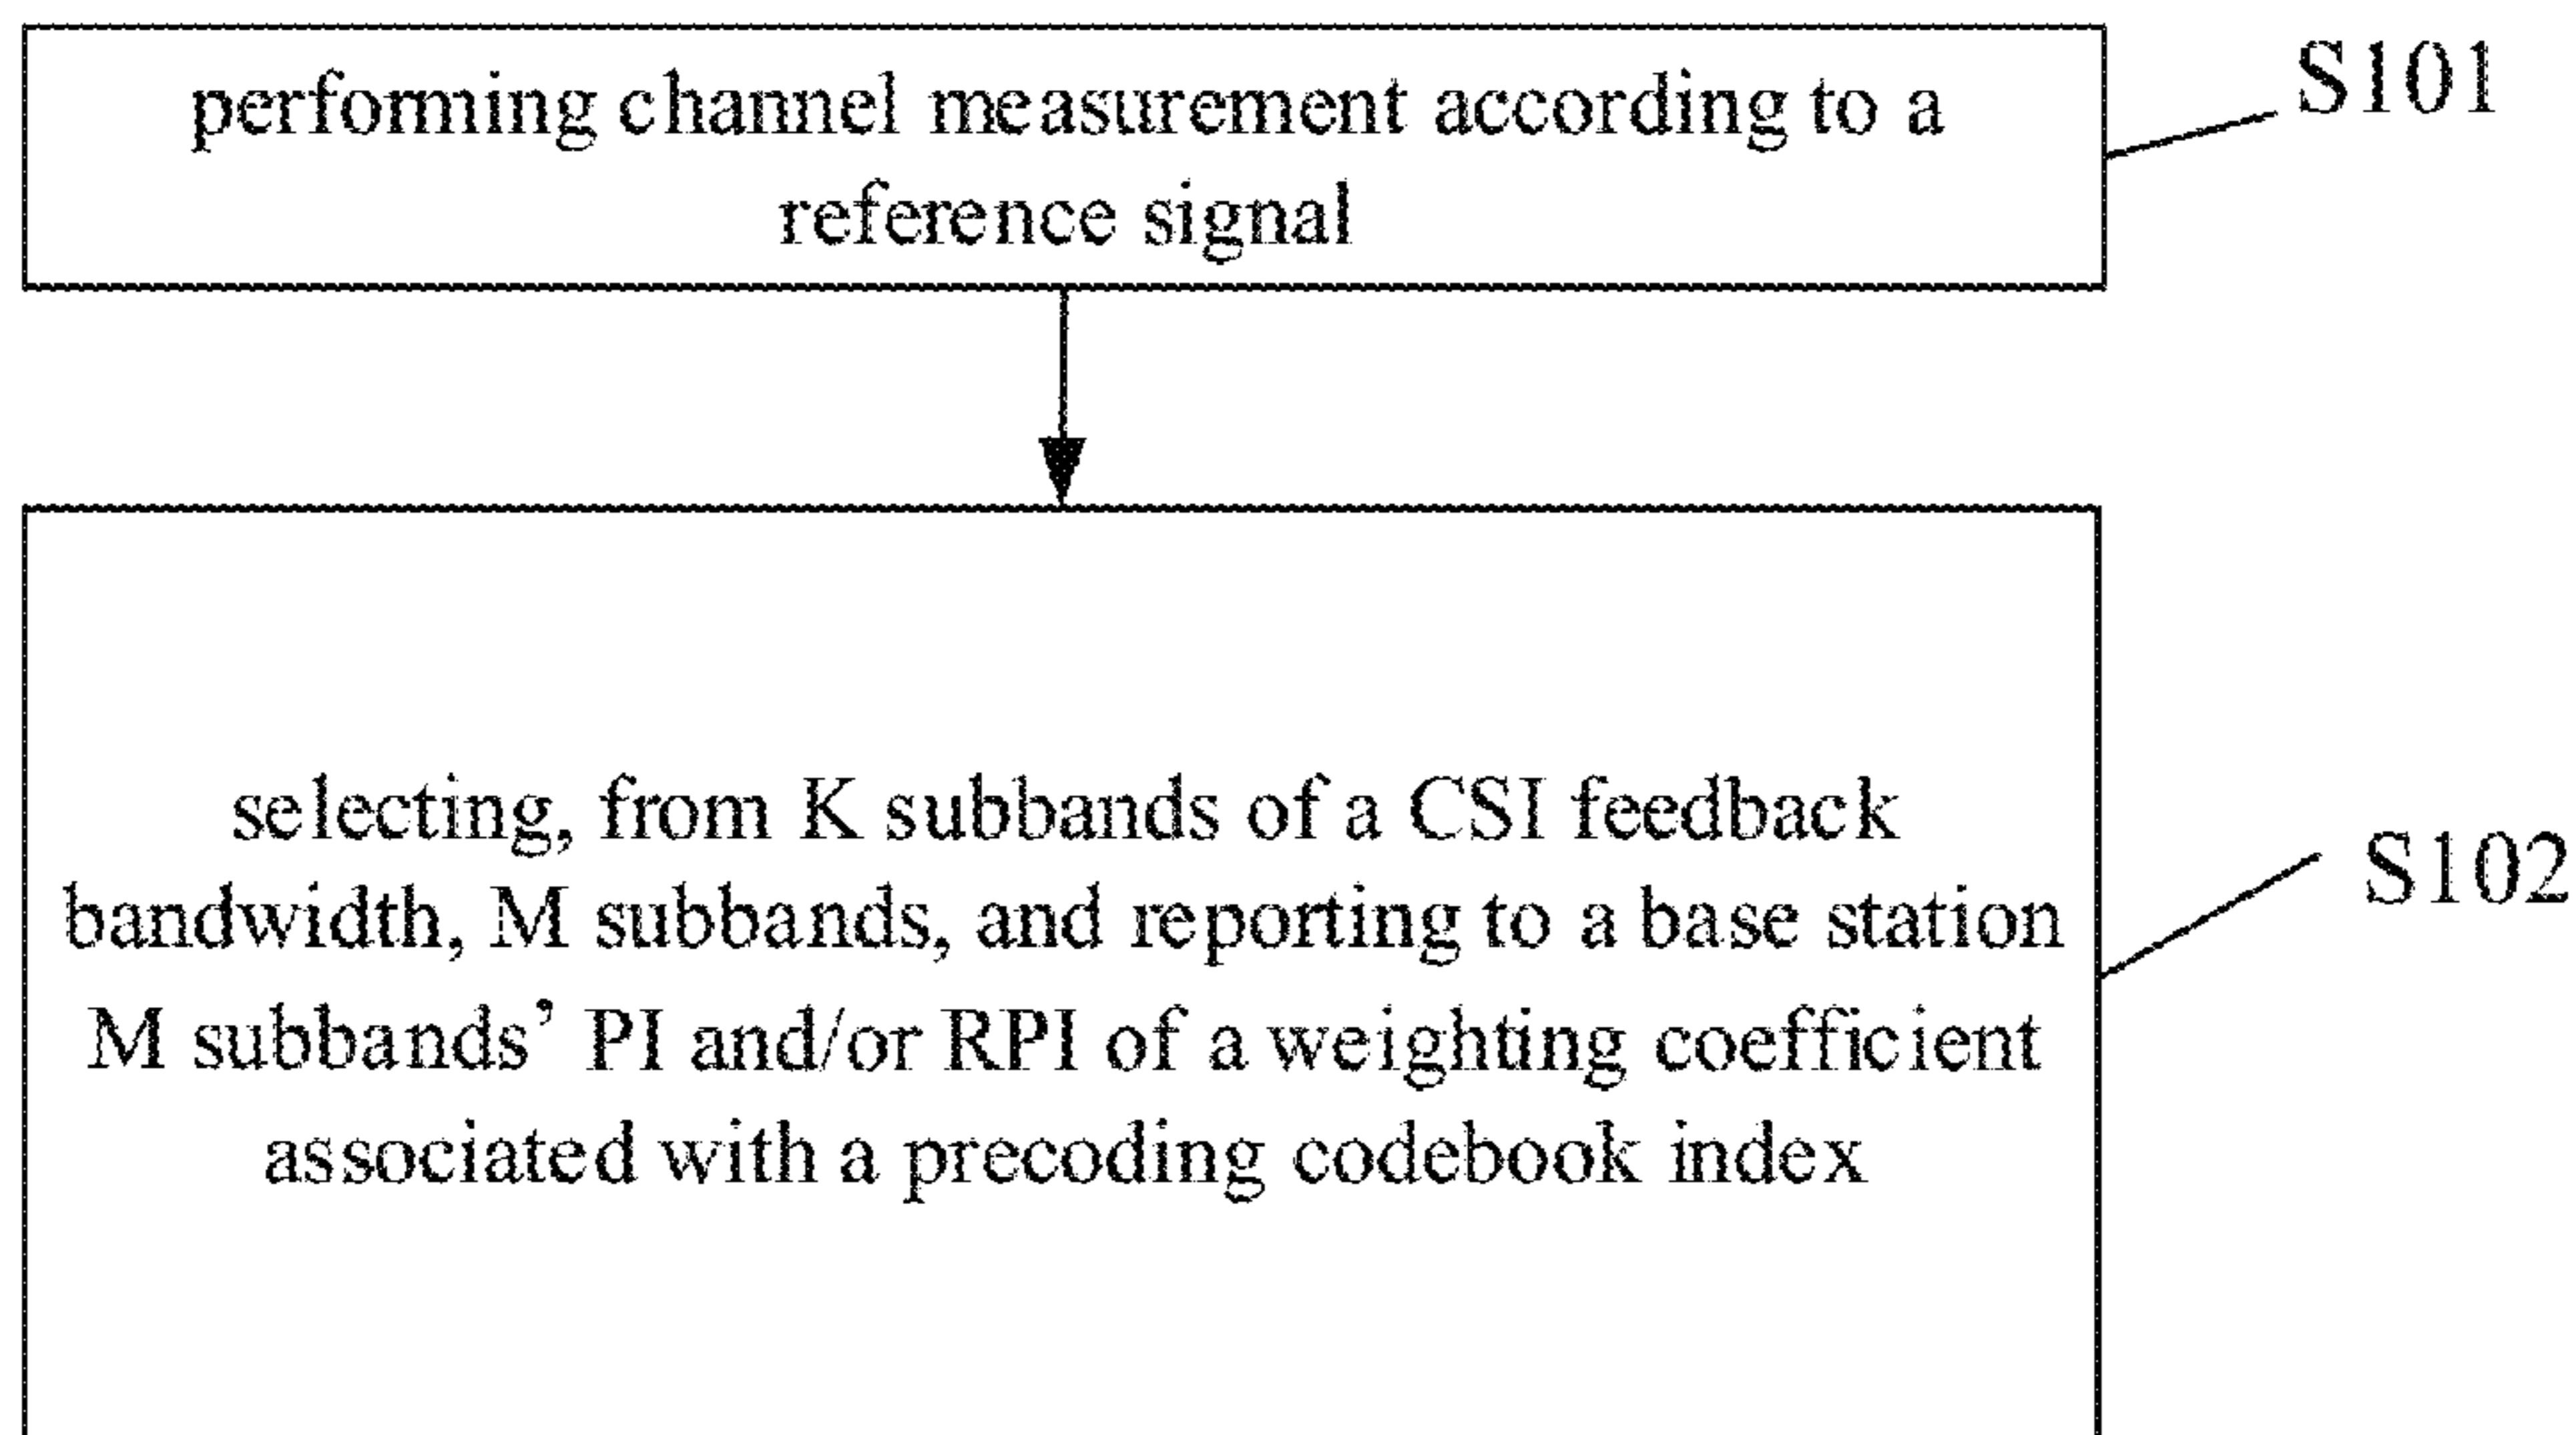 performing channel measurement according to a
reference signal
S101
selecting, from K subbands of a CSI feedback
bandwidth, M subbands, and reporting to a base station
M subbands’ PI and/or RPI of a weighting coefficient
associated with a precoding codebook index
S102